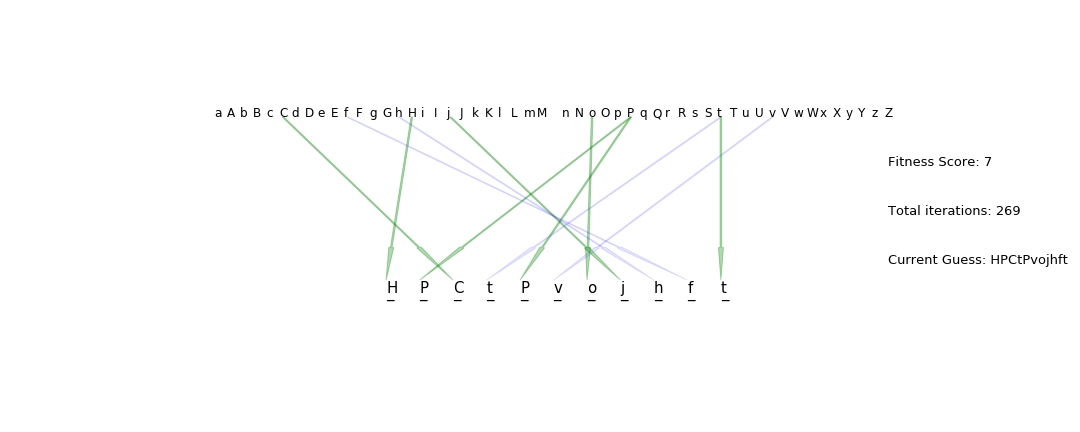 a A b B c C d D e E f F g G h H i I j J k K l L m M n N o O p P q Q r R s S t T u U v V w W x X y Y z Z
Fitness Score: 7
Total iterations: 269
Current Guess: HPCtPvojhft
H P C t P v o j h f t